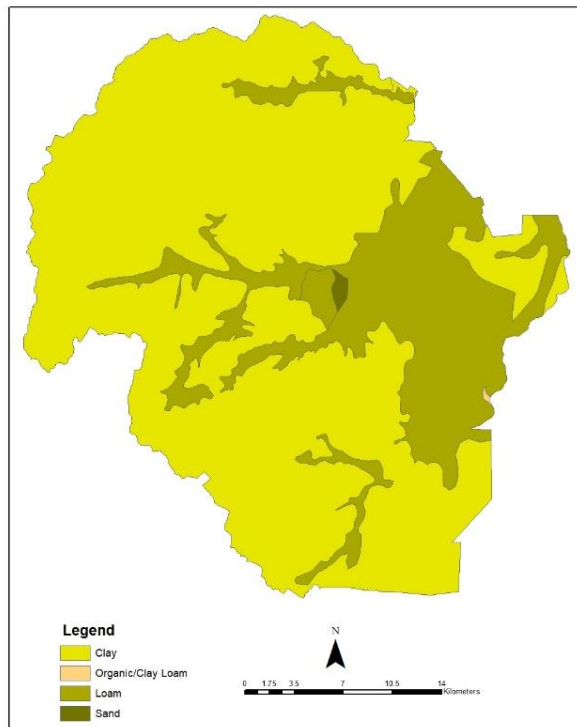 Legend
Clay
Organic/Clay Loam
Loam
Sand
N
0 1.75 3.5 7 10.5 14
Kilometers